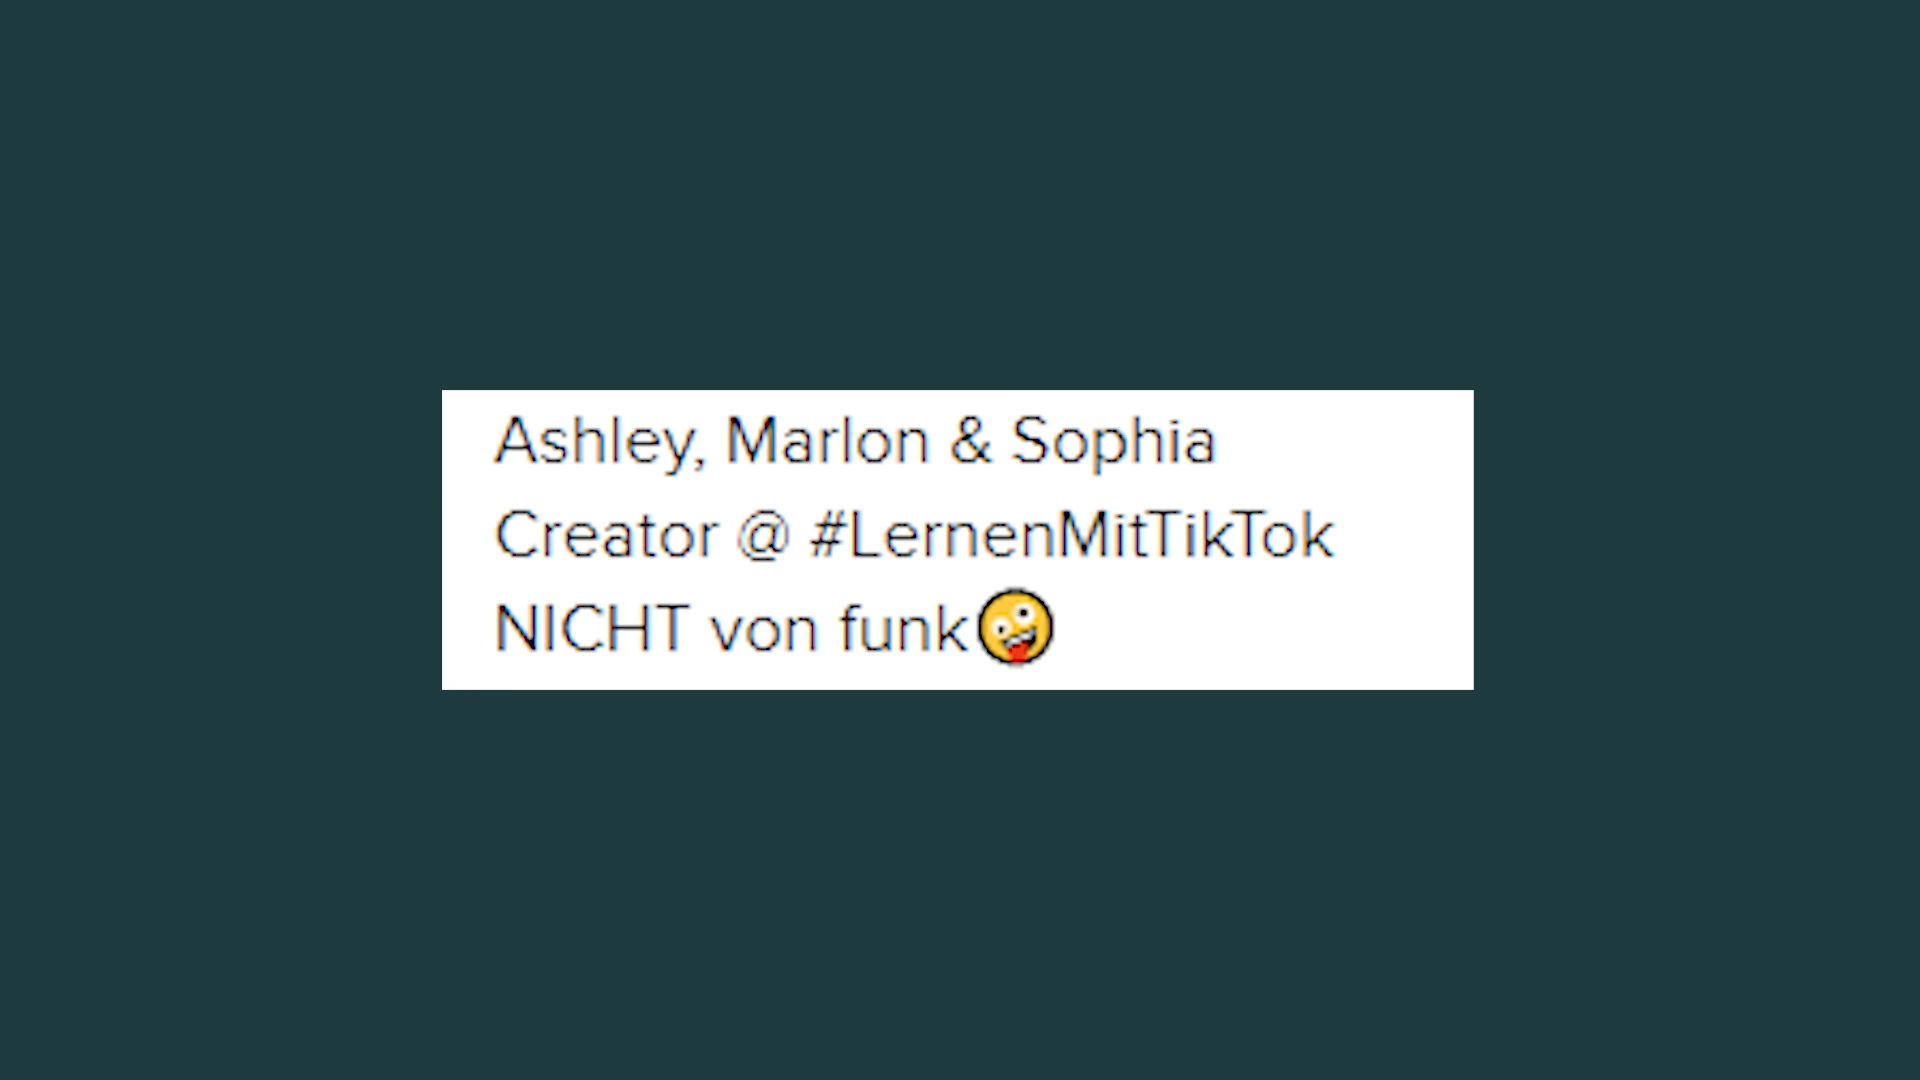 Ashley, Marlon & Sophia
Creator @ #LernenMitTikTok
NICHT von funk🤪